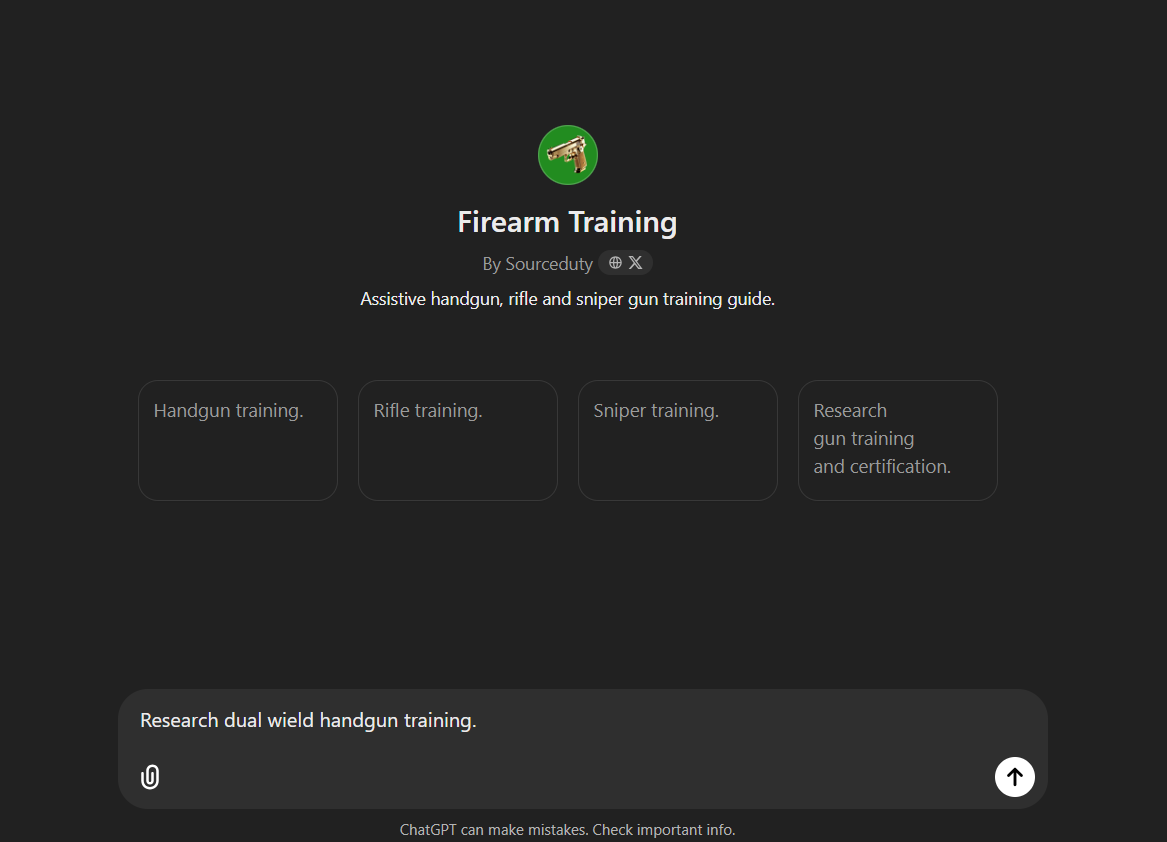 Firearm Training
By Sourceduty
Assistive handgun, rifle and sniper gun training guide.
Handgun training.
Rifle training.
Sniper training.
Research
gun training
and certification.
Research dual wield handgun training.
ChatGPT can make mistakes. Check important info.